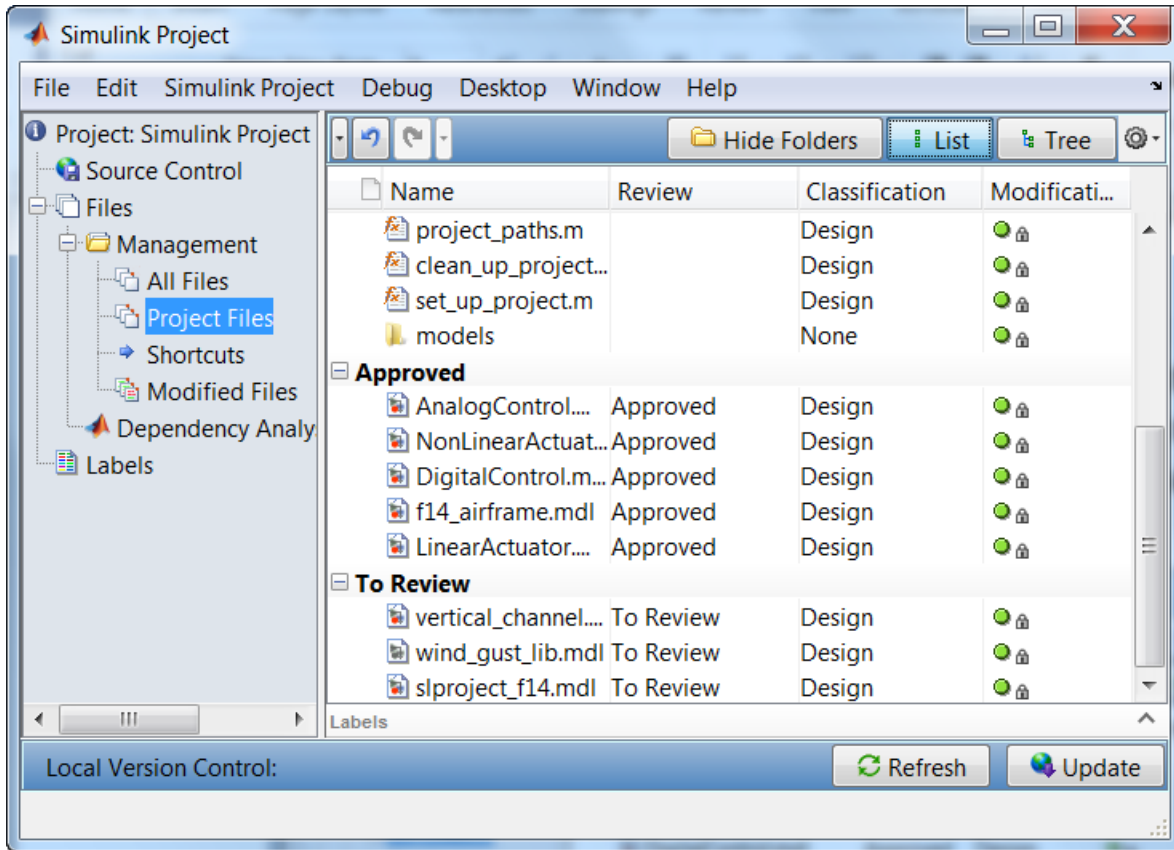 Simulink Project
File Edit Simulink Project Debug Desktop Window Help
Project: Simulink Project
Source Control
Files
Management
All Files
Project Files
Shortcuts
Modified Files
Dependency Analy
Labels
Hide Folders List Tree
Name Review Classification Modificati...
project_paths.m Design
clean_up_project... Design
set_up_project.m Design
models None
Approved
AnalogControl.... Approved Design
NonLinearActuat... Approved Design
DigitalControl.m... Approved Design
f14_airframe.mdl Approved Design
LinearActuator.... Approved Design
To Review
vertical_channel.... To Review Design
wind_gust_lib.mdl To Review Design
slproject_f14.mdl To Review Design
Labels
Local Version Control: Refresh Update